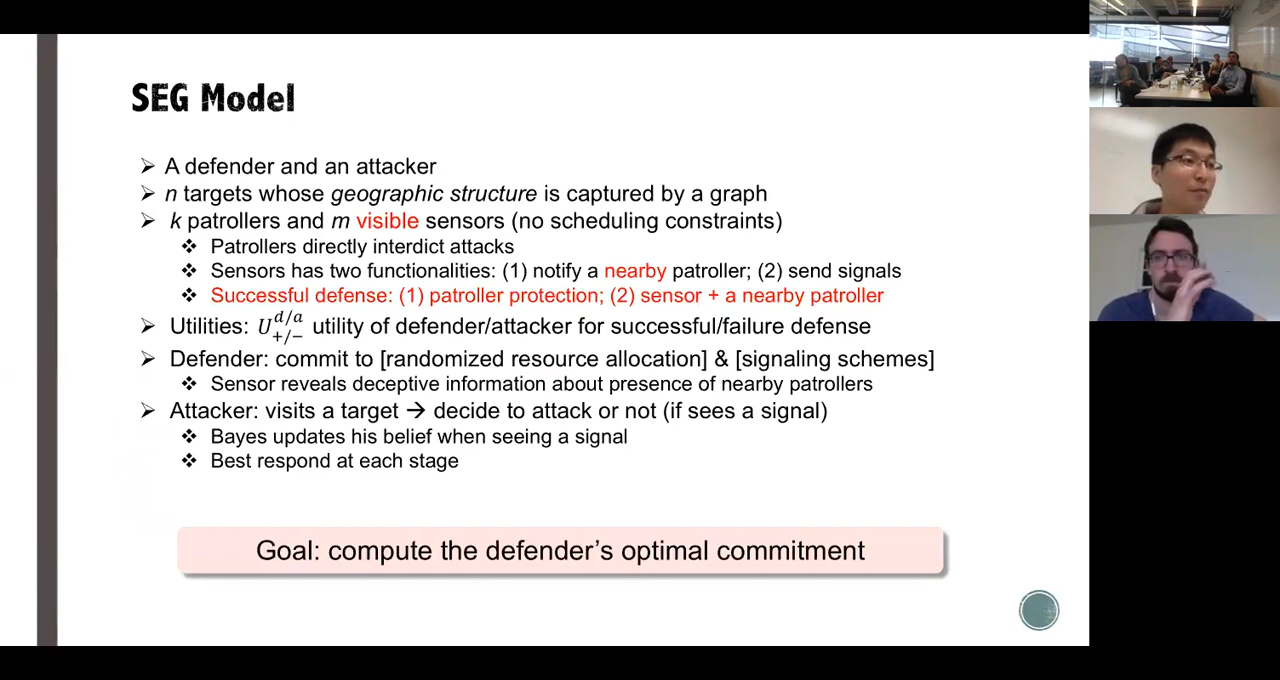 SEG Model
➢ A defender and an attacker
➢ n targets whose geographic structure is captured by a graph
➢ k patrollers and m visible sensors (no scheduling constraints)
❖ Patrollers directly interdict attacks
❖ Sensors has two functionalities: (1) notify a nearby patroller; (2) send signals
❖ Successful defense: (1) patroller protection; (2) sensor + a nearby patroller
➢ Utilities: U_{+/−}^{d/a} utility of defender/attacker for successful/failure defense
➢ Defender: commit to [randomized resource allocation] & [signaling schemes]
❖ Sensor reveals deceptive information about presence of nearby patrollers
➢ Attacker: visits a target → decide to attack or not (if sees a signal)
❖ Bayes updates his belief when seeing a signal
❖ Best respond at each stage
Goal: compute the defender's optimal commitment